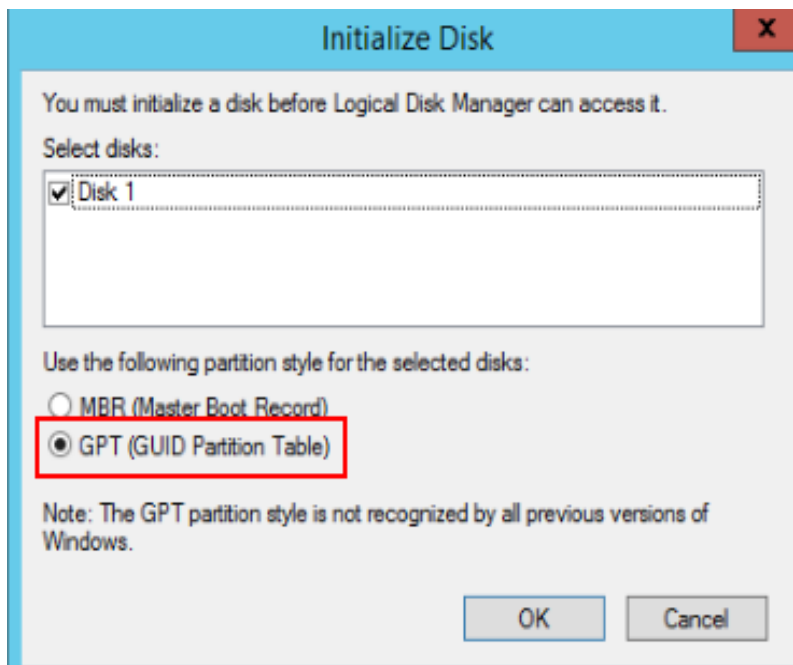 Initialize Disk
x
You must initialize a disk before Logical Disk Manager can access it.
Select disks:
Disk 1
Use the following partition style for the selected disks:
MBR (Master Boot Record)
GPT (GUID Partition Table)
Note: The GPT partition style is not recognized by all previous versions of
Windows.
OK
Cancel